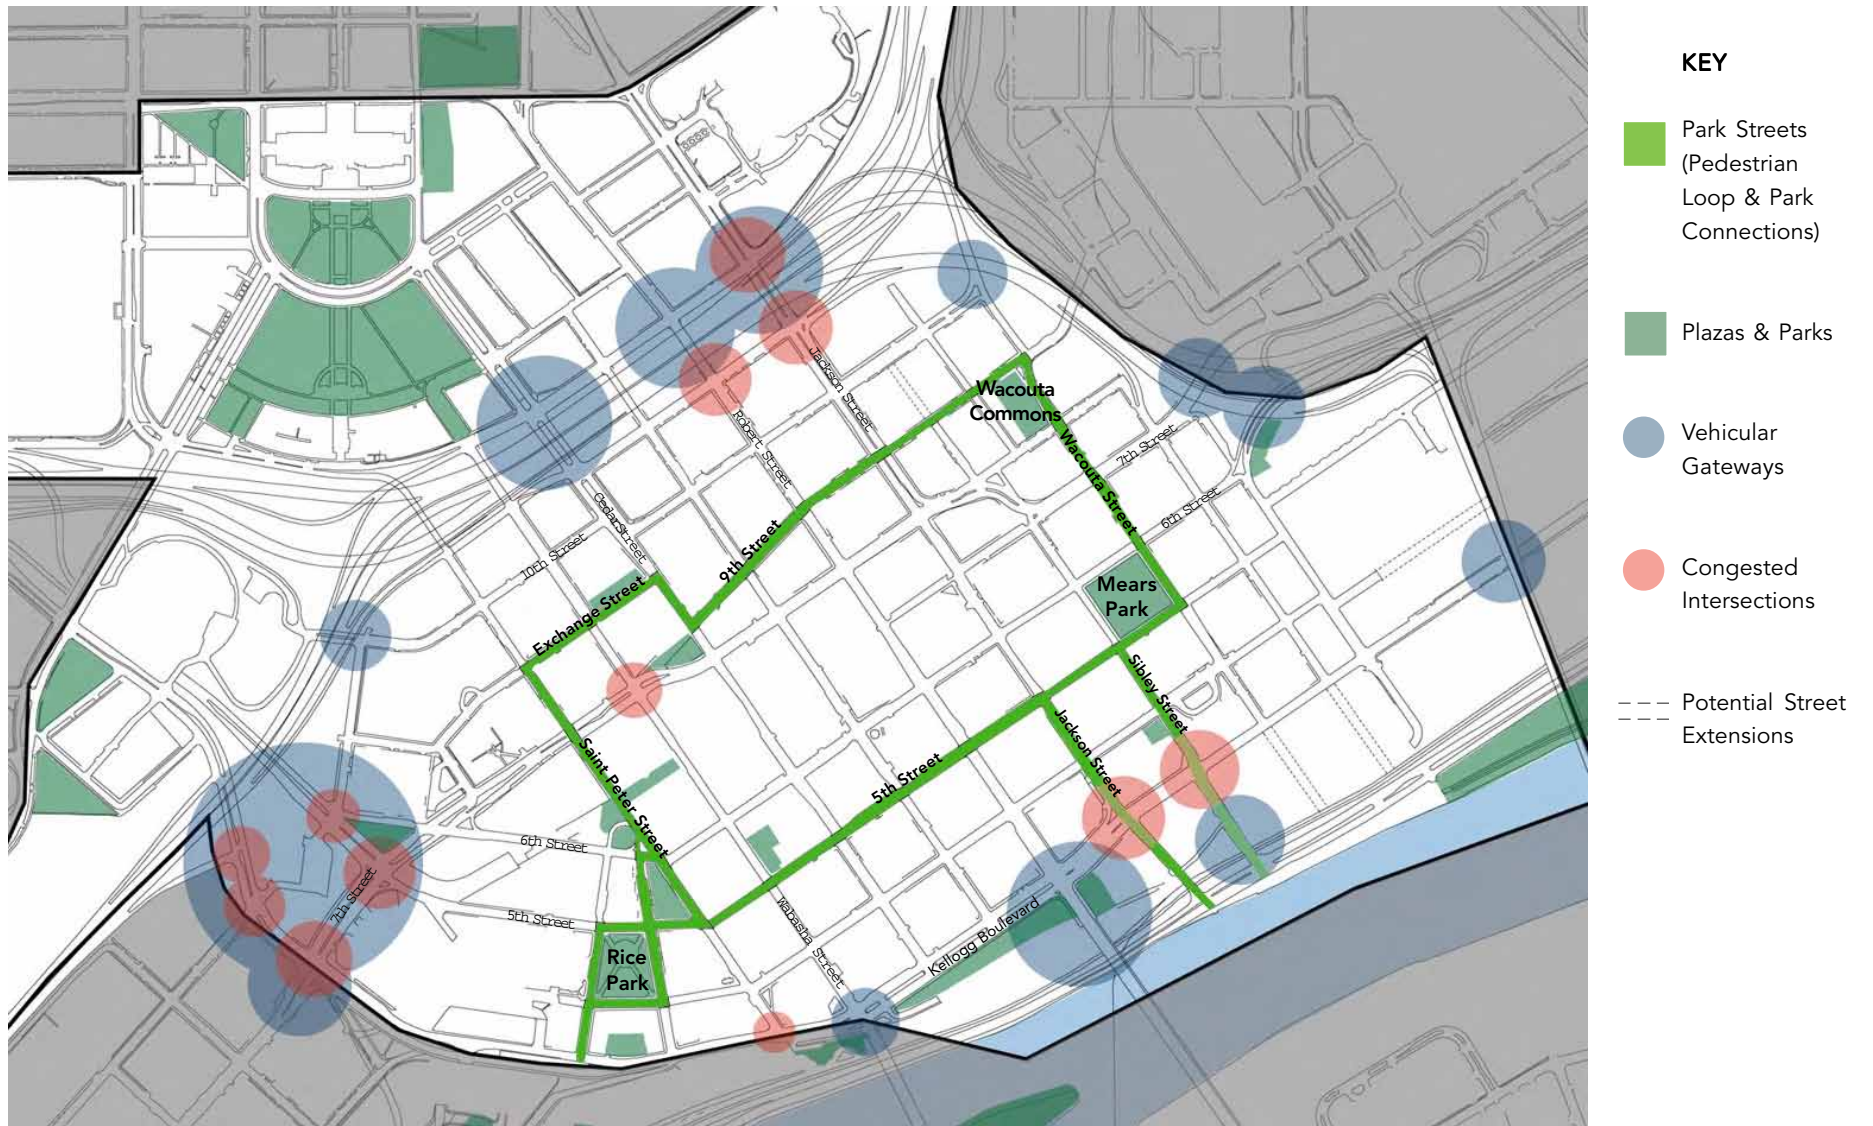 KEY
Park Streets
(Pedestrian
Loop & Park
Connections)
Plazas & Parks
Vehicular
Gateways
Congested
Intersections
Potential Street
Extensions
Jackson Street
Wacouta
Commons
Robert Street
Wacouta Street
7th Street
6th Street
Cedar Street
10th Street
9th Street
Exchange Street
Mears
Park
Sibley Street
Jackson Street
Saint Peter Street
5th Street
6th Street
7th Street
5th Street
Wabasha Street
Kellogg Boulevard
Rice
Park